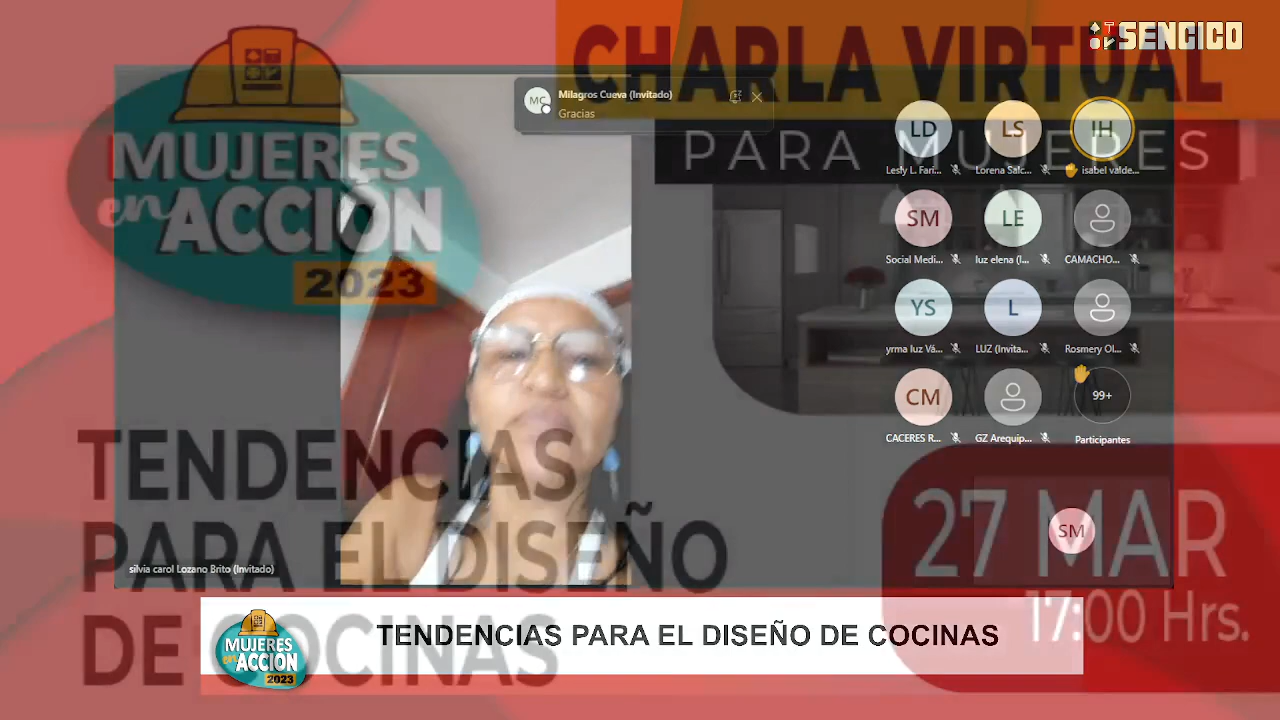 SENCICO
CHARLA VIRTUAL
PARA MUJERES
MUJERES
en ACCIÓN
2023
MC
Milagros Cueva (Invitado)
Gracias
LD
LS
IH
Lesly L. Fari...
Lorena Salc...
isabel valde...
SM
LE
Social Medi...
luz elena (I...
CAMACHO...
YS
L
yrma luz Vá...
LUZ (Invita...
Rosmery Ol...
CM
99+
CACERES R...
GZ Arequip...
Participantes
SM
silvia carol Lozano Brito (Invitado)
TENDENCIAS
PARA EL DISEÑO
DE COCINAS
27 MAR
17:00 Hrs.
MUJERES
en ACCIÓN
2023
TENDENCIAS PARA EL DISEÑO DE COCINAS